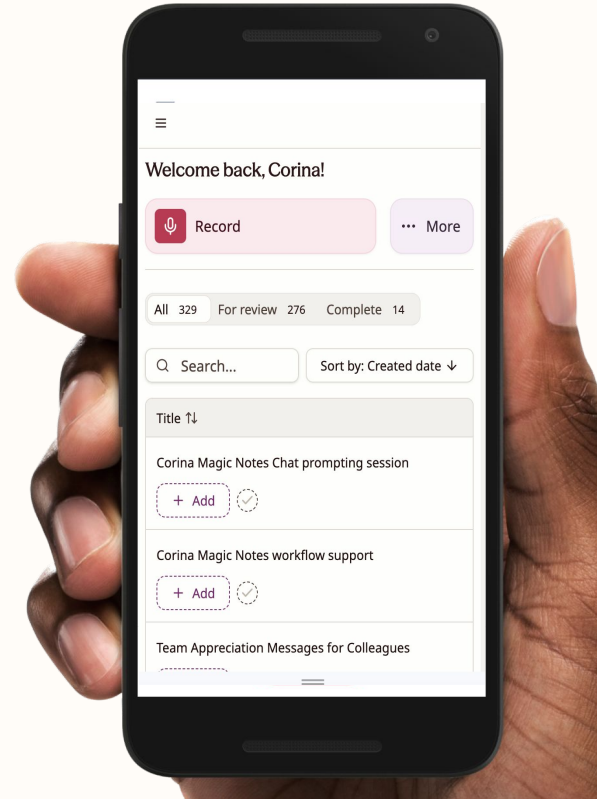 Welcome back, Corina!
Record
More
All 329 For review 276 Complete 14
Search...
Sort by: Created date ↓
Title
Corina Magic Notes Chat prompting session
+ Add
Corina Magic Notes workflow support
+ Add
Team Appreciation Messages for Colleagues